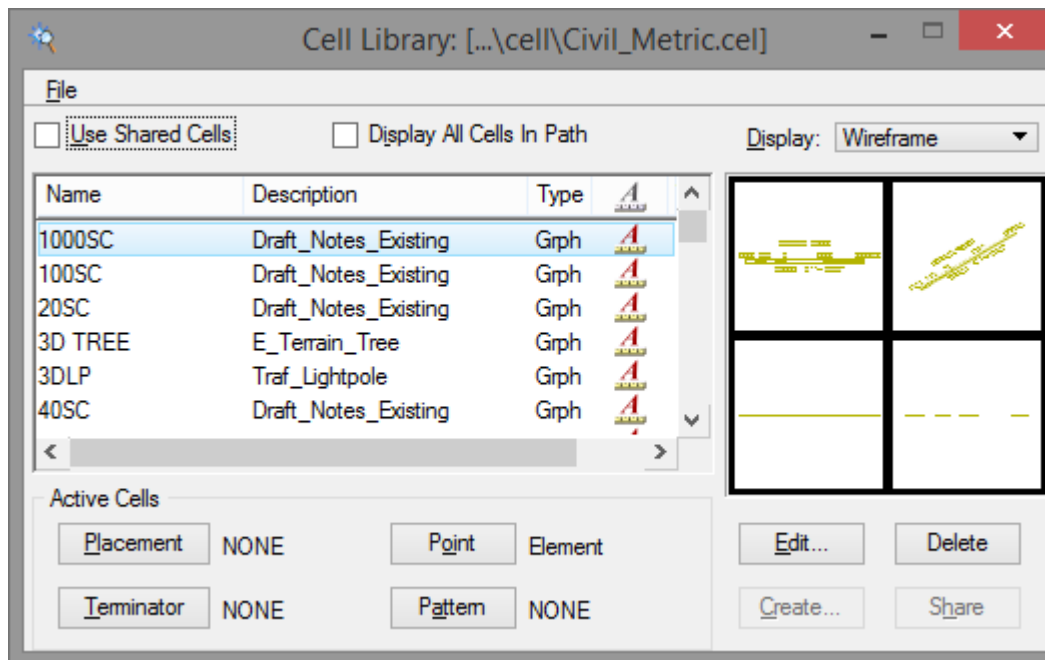 Cell Library: [...\cell\Civil_Metric.cel]
File
Use Shared Cells Display All Cells In Path Display: Wireframe
Name Description Type A
1000SC Draft_Notes_Existing Grph A
100SC Draft_Notes_Existing Grph A
20SC Draft_Notes_Existing Grph A
3D TREE E_Terrain_Tree Grph A
3DLP Traf_Lightpole Grph A
40SC Draft_Notes_Existing Grph A
Active Cells
Placement NONE Point Element Edit... Delete
Terminator NONE Pattern NONE Create... Share